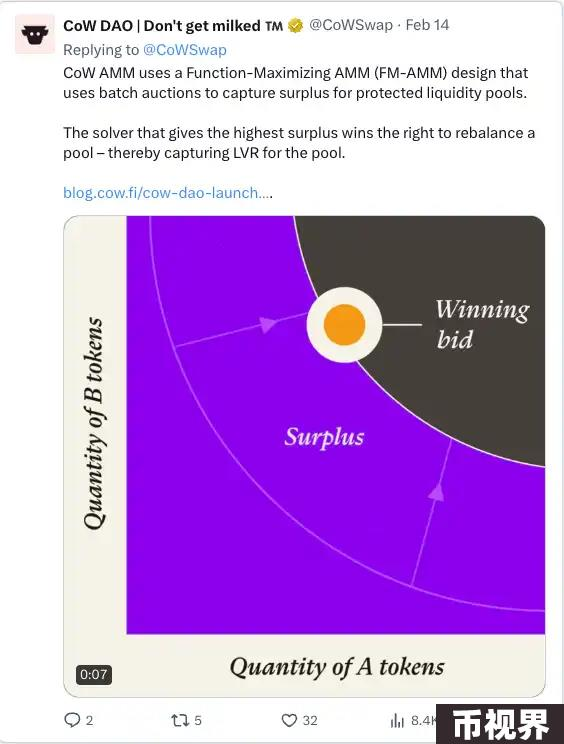 CoW DAO | Don't get milked ™ @CoWSwap · Feb 14
Replying to @CoWSwap
CoW AMM uses a Function-Maximizing AMM (FM-AMM) design that
uses batch auctions to capture surplus for protected liquidity pools.
The solver that gives the highest surplus wins the right to rebalance a
pool – thereby capturing LVR for the pool.
blog.cow.fi/cow-dao-launch....
Winning
bid
Quantity of B tokens
Surplus
Quantity of A tokens
0:07
2 5 32
币视界